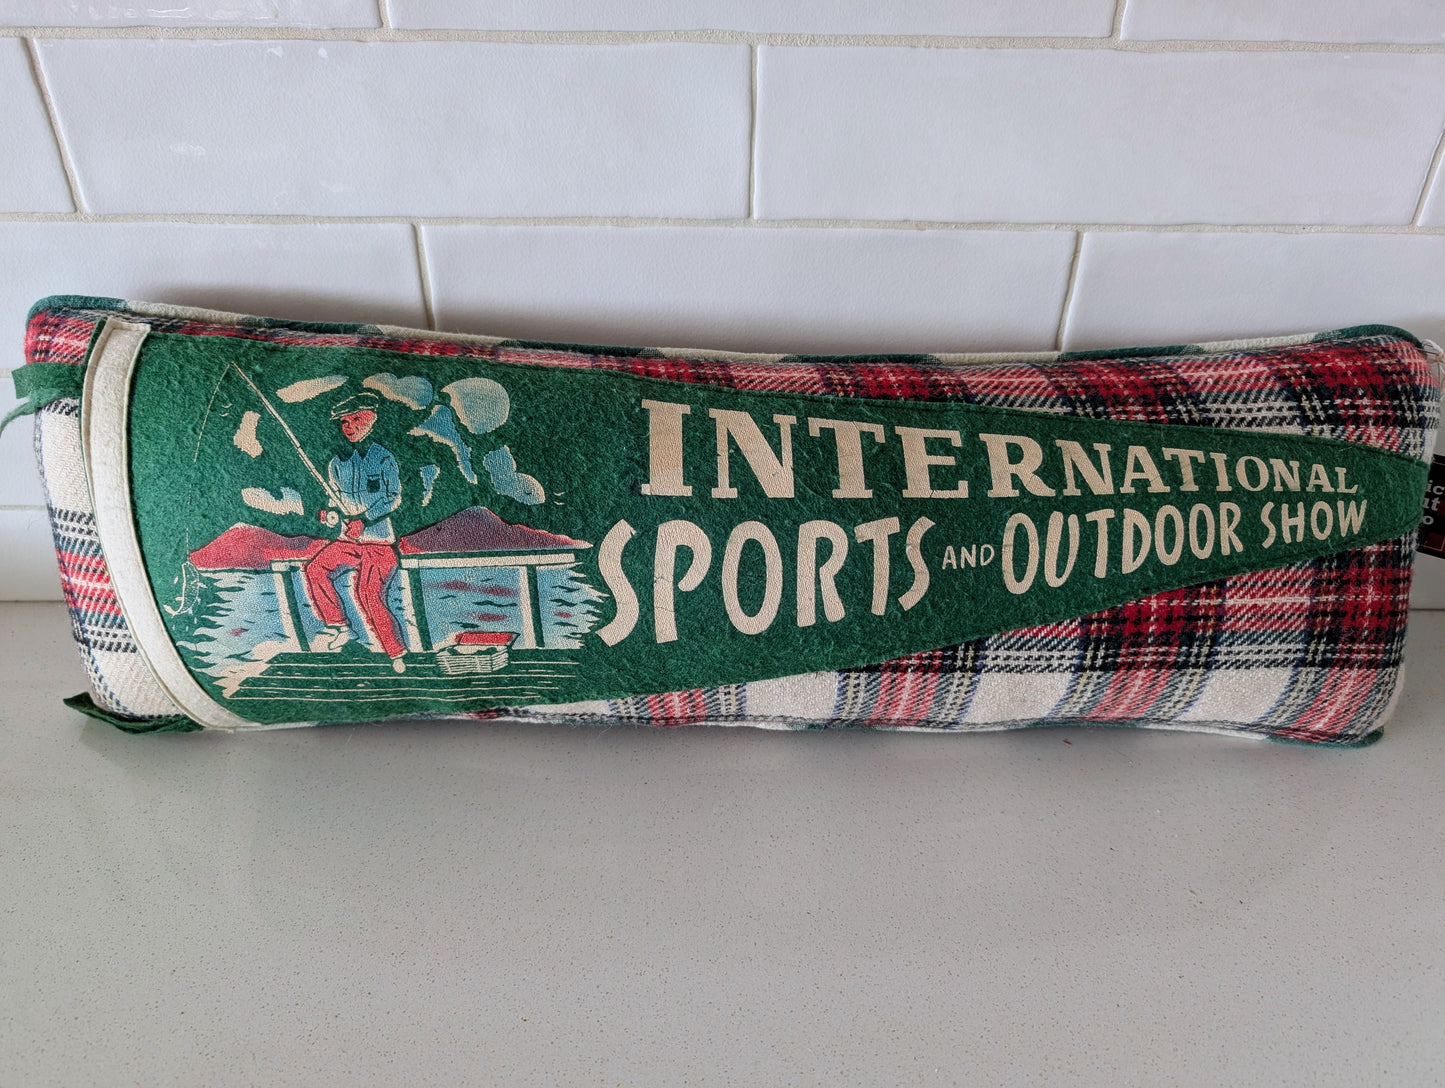 INTERNATIONAL
SPORTS AND OUTDOOR SHOW